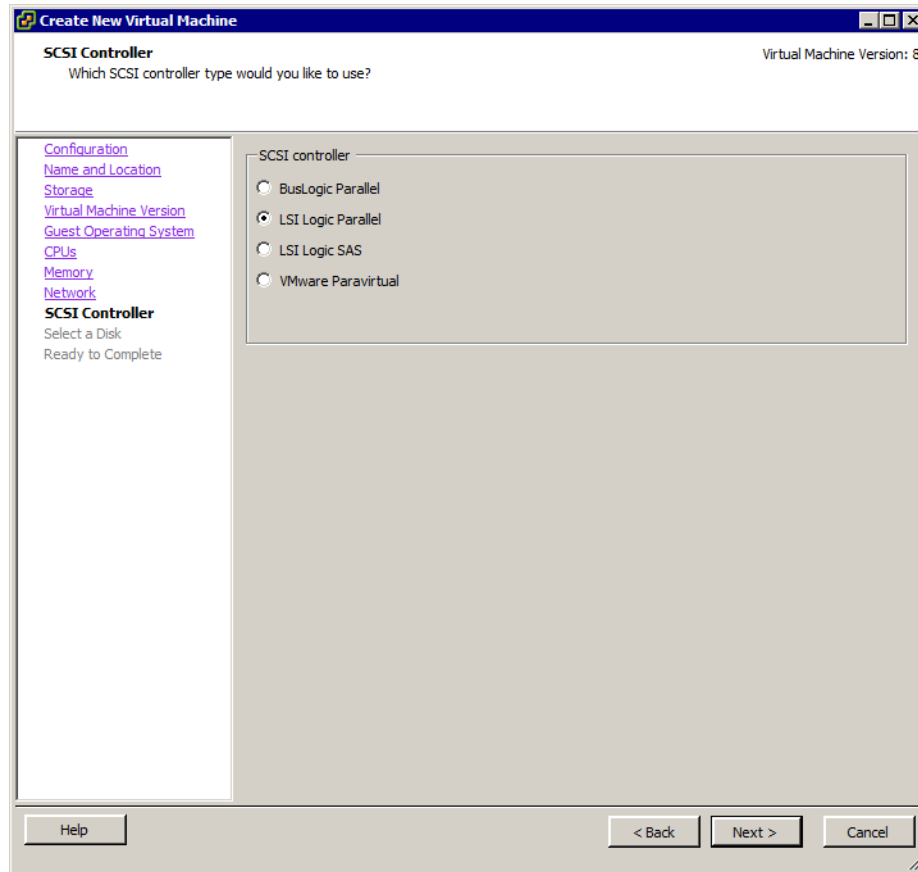 Create New Virtual Machine
SCSI Controller
Which SCSI controller type would you like to use?
Virtual Machine Version: 8
Configuration
Name and Location
Storage
Virtual Machine Version
Guest Operating System
CPUs
Memory
Network
SCSI Controller
Select a Disk
Ready to Complete
SCSI controller
BusLogic Parallel
LSI Logic Parallel
LSI Logic SAS
VMware Paravirtual
Help
< Back
Next >
Cancel